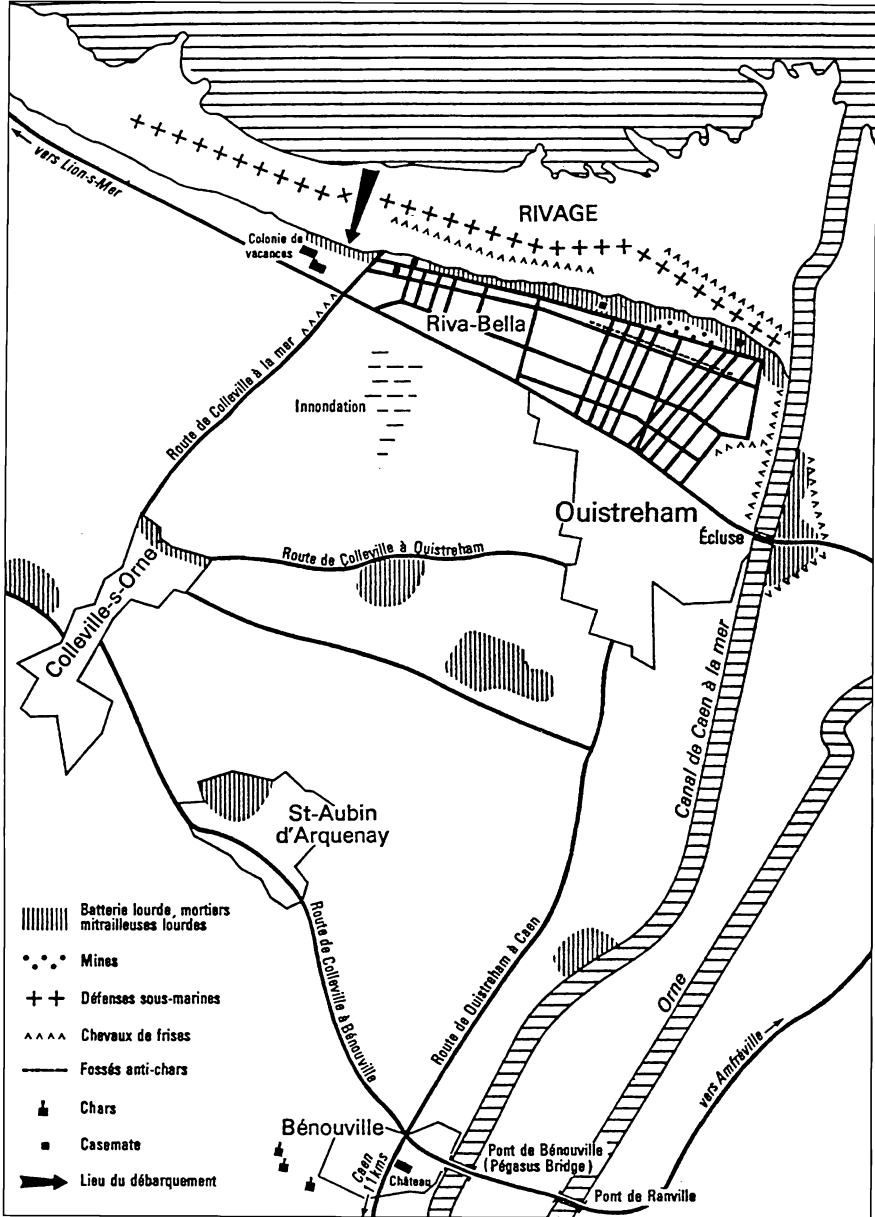 vers Lion-s-Mer
RIVAGE
Colonie de
vacances
Riva-Bella
Route de Colleville à la mer
Innondation
Ouistreham
Écluse
Route de Colleville à Ouistreham
Colleville-s-Orne
Canal de Caen à la mer
St-Aubin
d'Arquenay
Route de Colleville à Bénouville
Route de Ouistreham à Caen
Orne
vers Amfréville
Batterie lourde, mortiers
mitrailleuses lourdes
Mines
Défenses sous-marines
Chevaux de frises
Fossés anti-chars
Chars
Casemate
Lieu du débarquement
Bénouville
Caen
11kms
Château
Pont de Bénouville
(Pégasus Bridge)
Pont de Ranville